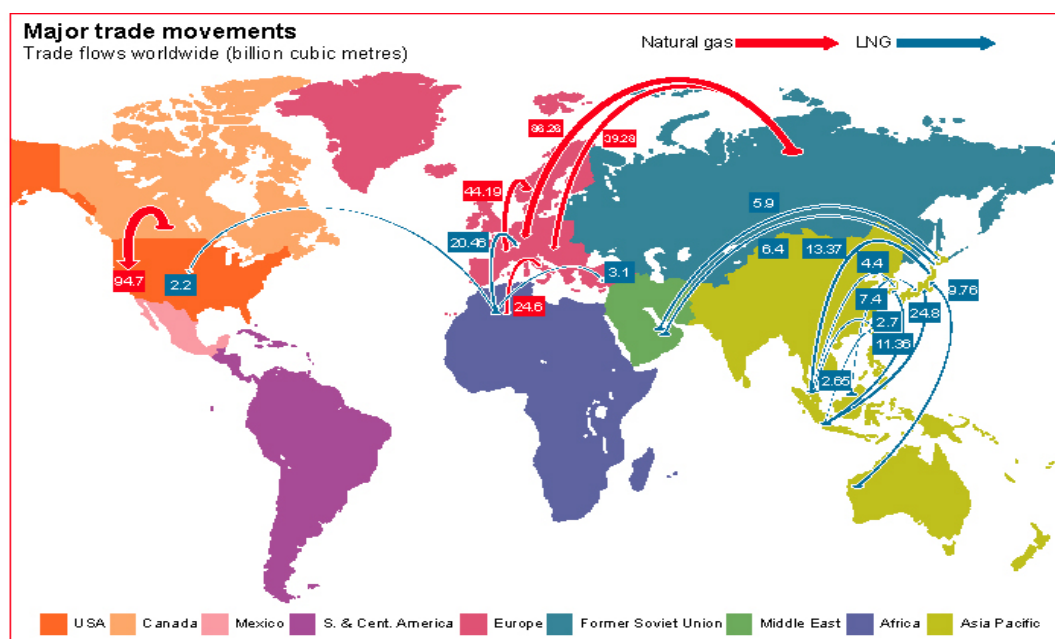 Major trade movements
Trade flows worldwide (billion cubic metres)
Natural gas
LNG
86.26
39.28
44.19
5.9
20.46
6.4
13.37
4.4
3.1
94.7
2.2
9.76
24.6
7.4
24.8
2.7
11.36
2.65
USA
Canada
Mexico
S. & Cent. America
Europe
Former Soviet Union
Middle East
Africa
Asia Pacific